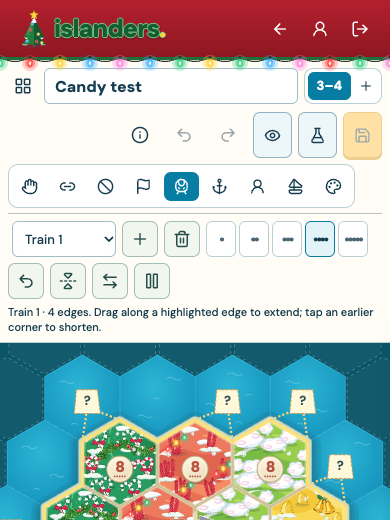 islanders.
Candy test
3–4
Train 1
Train 1 · 4 edges. Drag along a highlighted edge to extend; tap an earlier
corner to shorten.
? ? ?
?
8 8 8